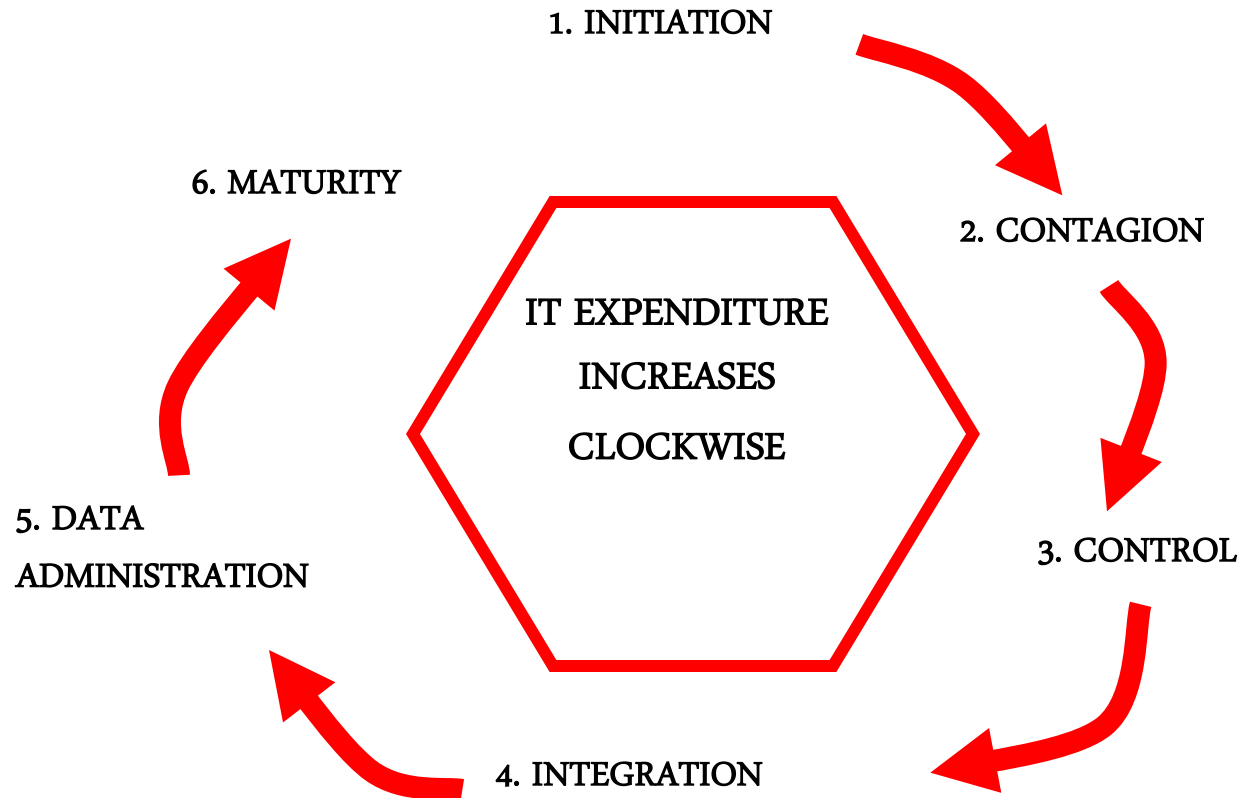 1. INITIATION
2. CONTAGION
3. CONTROL
4. INTEGRATION
5. DATA
ADMINISTRATION
6. MATURITY
IT EXPENDITURE
INCREASES
CLOCKWISE